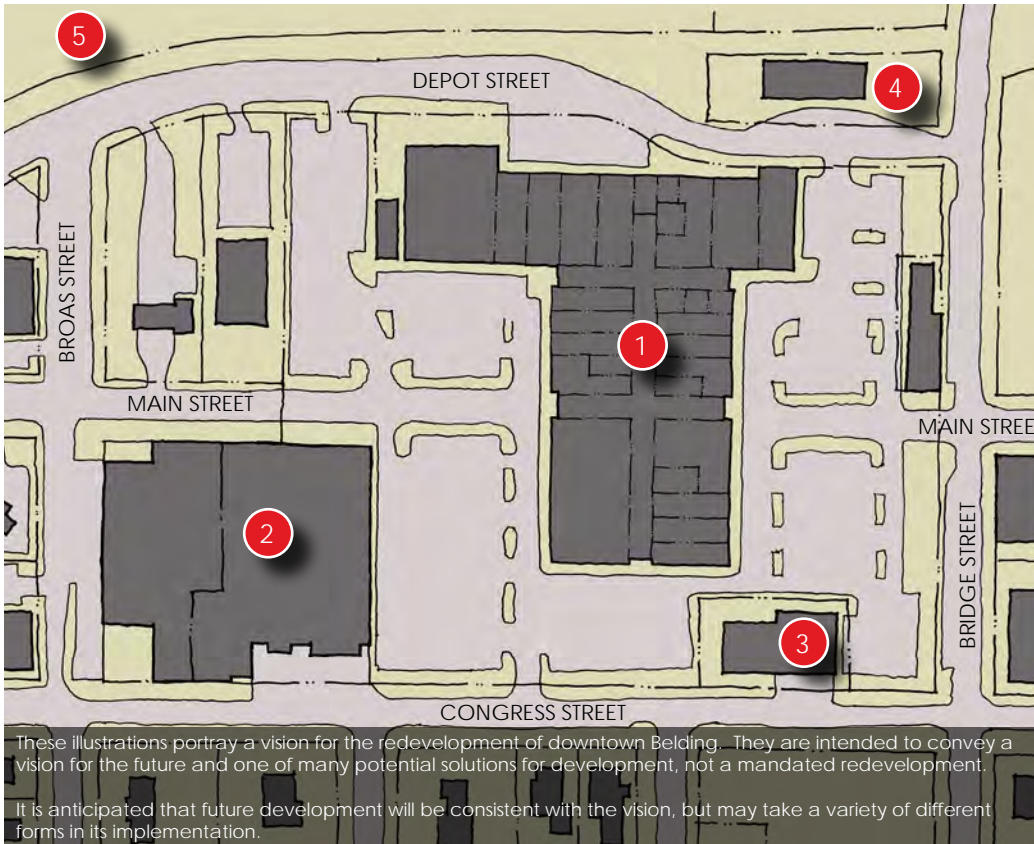 5
DEPOT STREET
4
BROAS STREET
1
MAIN STREET
MAIN STREE
2
BRIDGE STREET
3
CONGRESS STREET
These illustrations portray a vision for the redevelopment of downtown Belding. They are intended to convey a
vision for the future and one of many potential solutions for development, not a mandated redevelopment.
It is anticipated that future development will be consistent with the vision, but may take a variety of different
forms in its implementation.